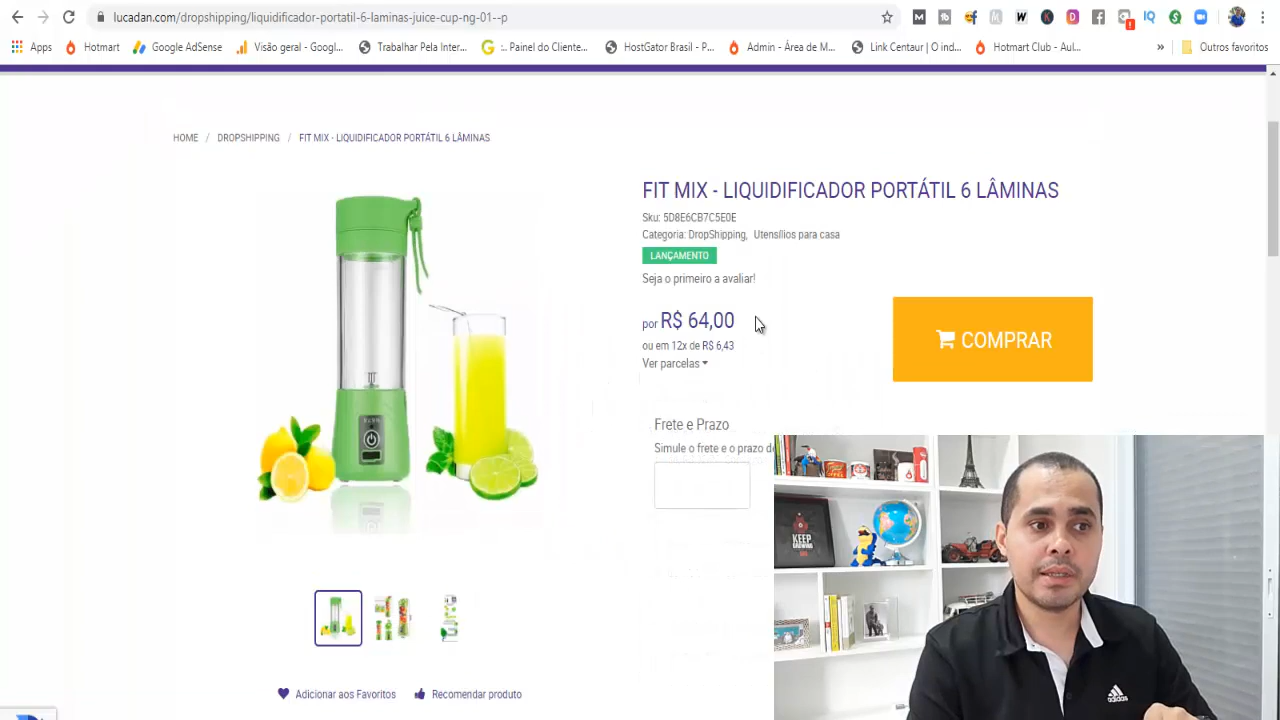 lucadan.com/dropshipping/liquidificador-portatil-6-laminas-juice-cup-ng-01--p
Apps Hotmart Google AdSense Visão geral - Googl... Trabalhar Pela Inter... :. Painel do Cliente... HostGator Brasil - P... Admin - Área de M... Link Centaur | O ind... Hotmart Club - Aul... » Outros favoritos
HOME / DROPSHIPPING / FIT MIX - LIQUIDIFICADOR PORTÁTIL 6 LÂMINAS
FIT MIX - LIQUIDIFICADOR PORTÁTIL 6 LÂMINAS
Sku: 5D8E6CB7C5E0E
Categoria: DropShipping, Utensílios para casa
LANÇAMENTO
Seja o primeiro a avaliar!
por R$ 64,00
ou em 12x de R$ 6,43
Ver parcelas
COMPRAR
Frete e Prazo
Simule o frete e o prazo de
KEEP
GROWING
adidas
Adicionar aos Favoritos
Recomendar produto